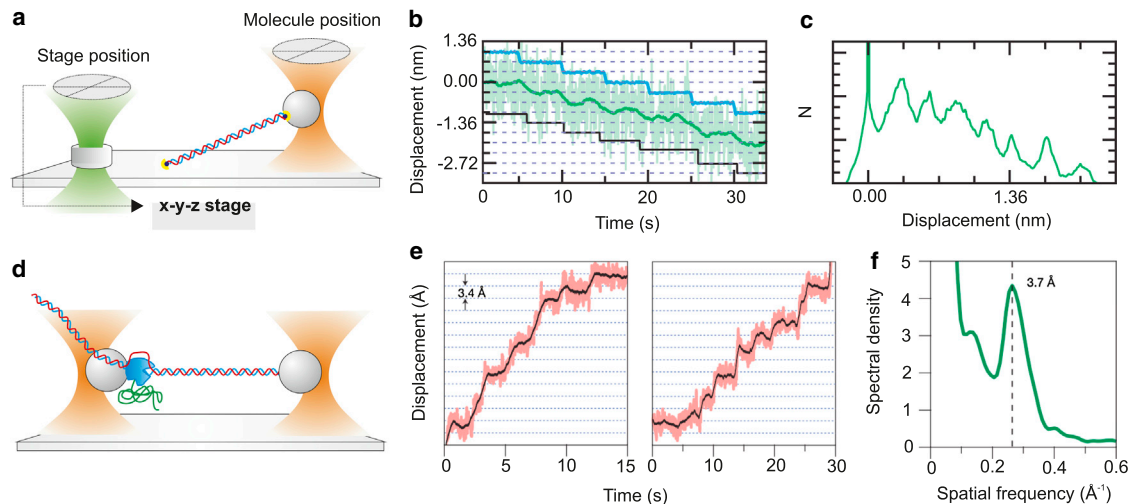 a
Molecule position
Stage position
x-y-z stage
b
Displacement (nm)
1.36
0.00
-1.36
-2.72
0
10
20
30
Time (s)
c
N
0.00
1.36
Displacement (nm)
d
e
Displacement (Å)
3.4 Å
0
5
10
15
0
10
20
30
Time (s)
f
Spectral density
5
4
3
2
1
0
3.7 Å
0
0.2
0.4
0.6
Spatial frequency (Å⁻¹)